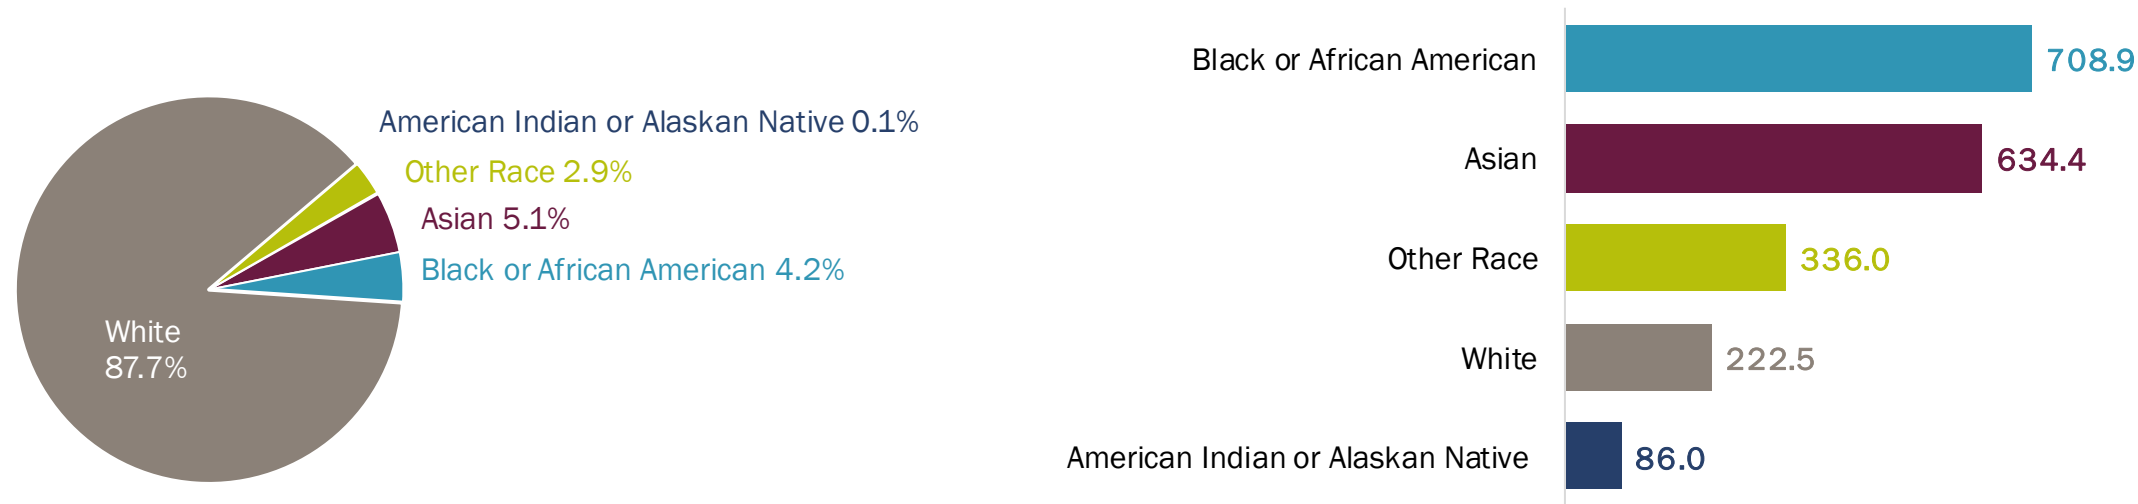 American Indian or Alaskan Native 0.1%
Other Race 2.9%
Asian 5.1%
Black or African American 4.2%
White
87.7%
Black or African American 708.9
Asian 634.4
Other Race 336.0
White 222.5
American Indian or Alaskan Native 86.0